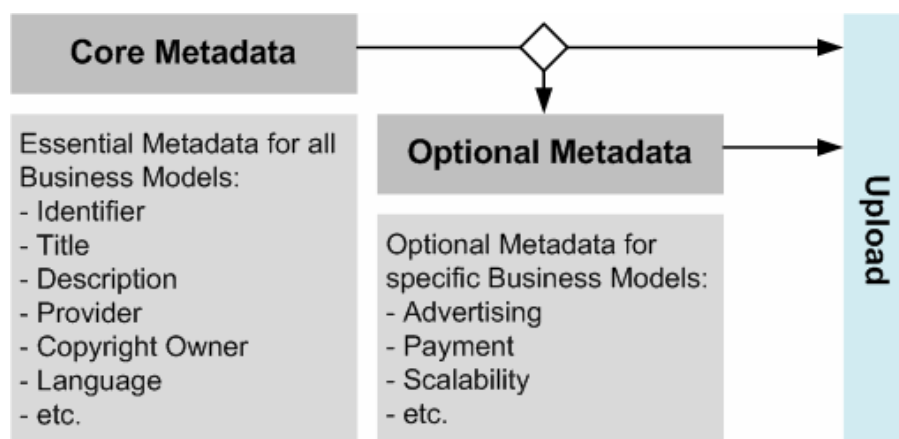 Core Metadata
Essential Metadata for all
Business Models:
- Identifier
- Title
- Description
- Provider
- Copyright Owner
- Language
- etc.
Optional Metadata
Optional Metadata for
specific Business Models:
- Advertising
- Payment
- Scalability
- etc.
Upload